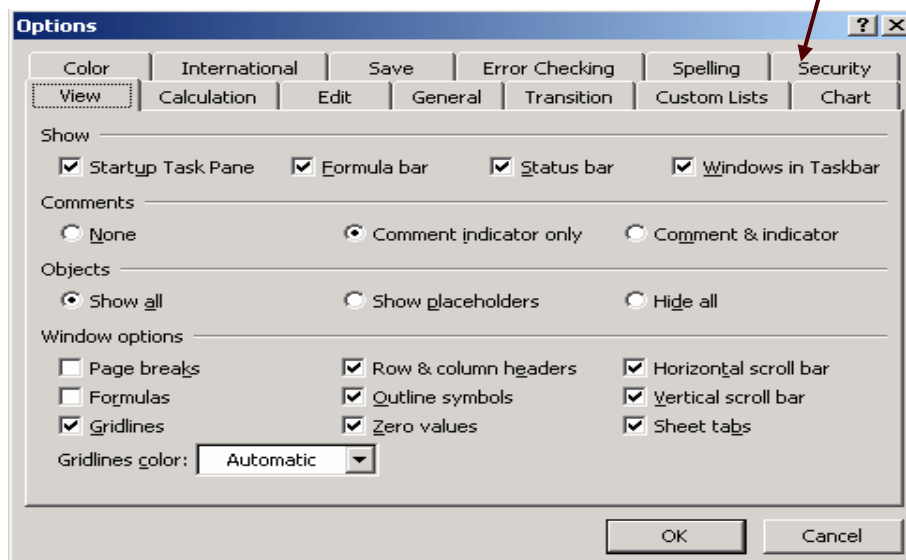 Options
Color International Save Error Checking Spelling Security
View Calculation Edit General Transition Custom Lists Chart
Show
Startup Task Pane Formula bar Status bar Windows in Taskbar
Comments
None Comment indicator only Comment & indicator
Objects
Show all Show placeholders Hide all
Window options
Page breaks Row & column headers Horizontal scroll bar
Formulas Outline symbols Vertical scroll bar
Gridlines Zero values Sheet tabs
Gridlines color: Automatic
OK Cancel